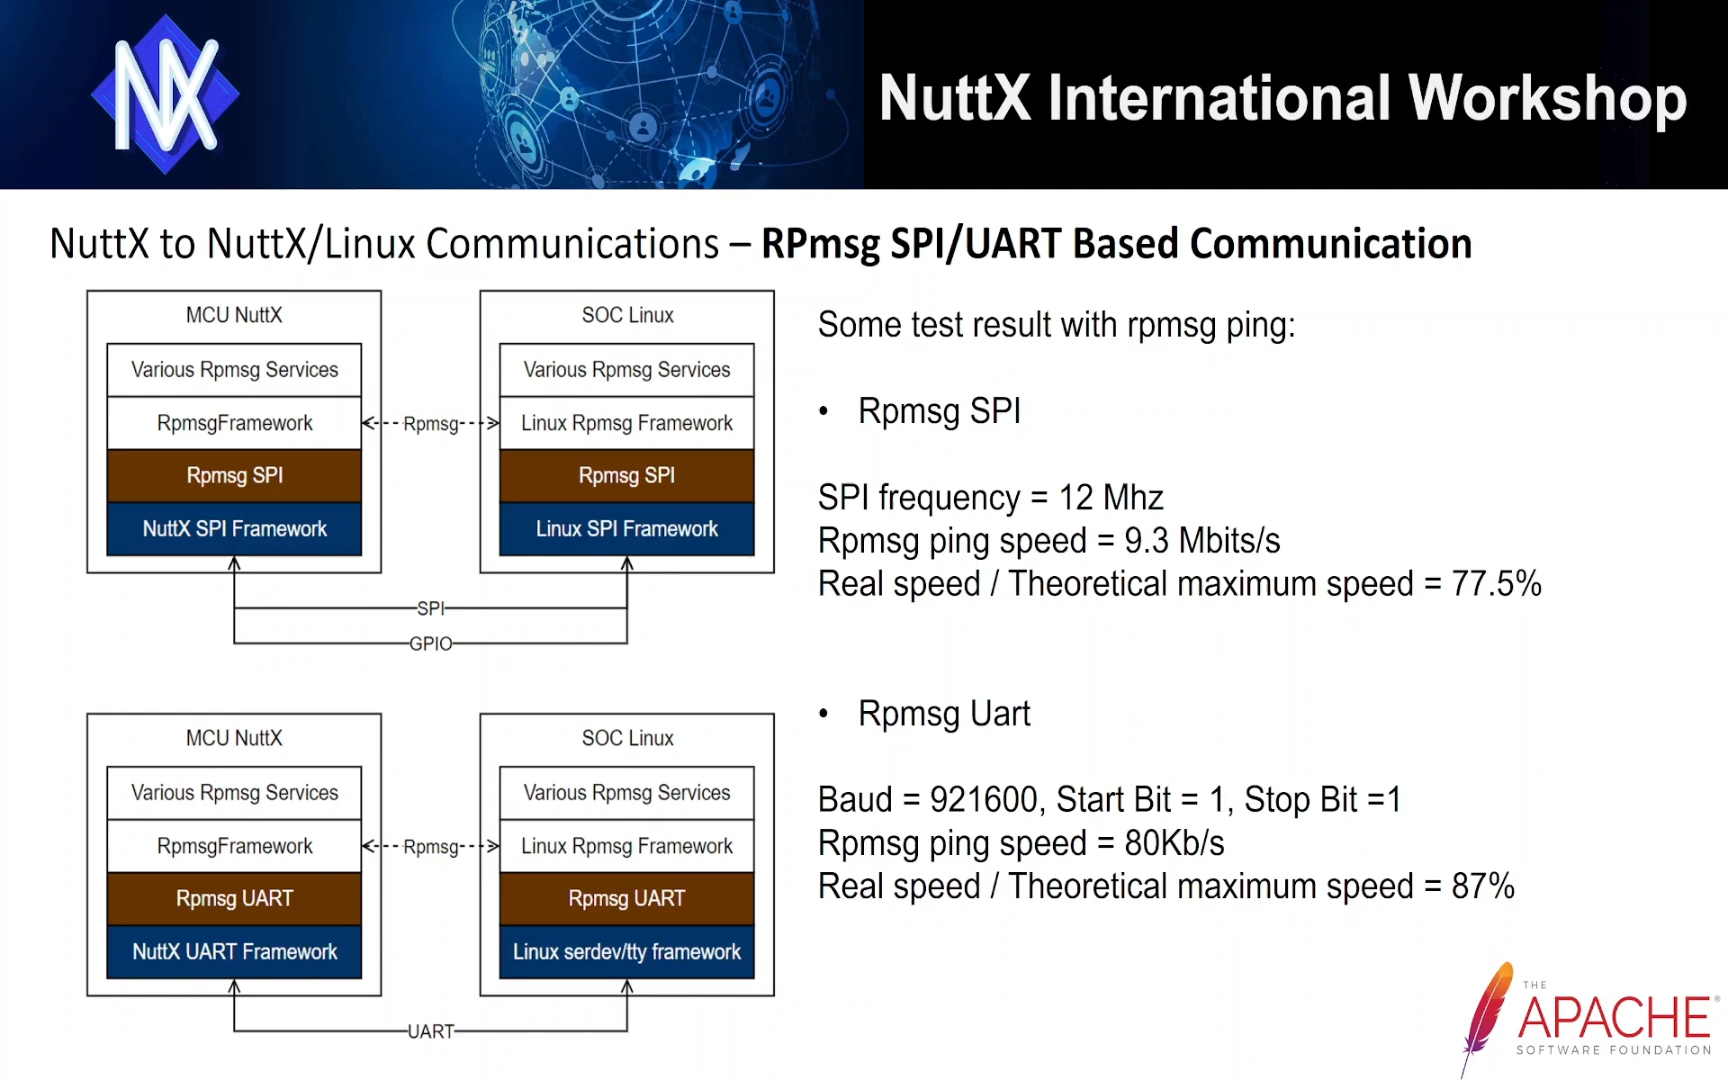 NX
NuttX International Workshop
NuttX to NuttX/Linux Communications – RPmsg SPI/UART Based Communication
MCU NuttX
Various Rpmsg Services
RpmsgFramework
Rpmsg SPI
NuttX SPI Framework
Rpmsg
SOC Linux
Various Rpmsg Services
Linux Rpmsg Framework
Rpmsg SPI
Linux SPI Framework
SPI
GPIO
Some test result with rpmsg ping:
• Rpmsg SPI
SPI frequency = 12 Mhz
Rpmsg ping speed = 9.3 Mbits/s
Real speed / Theoretical maximum speed = 77.5%
MCU NuttX
Various Rpmsg Services
RpmsgFramework
Rpmsg UART
NuttX UART Framework
Rpmsg
SOC Linux
Various Rpmsg Services
Linux Rpmsg Framework
Rpmsg UART
Linux serdev/tty framework
UART
• Rpmsg Uart
Baud = 921600, Start Bit = 1, Stop Bit =1
Rpmsg ping speed = 80Kb/s
Real speed / Theoretical maximum speed = 87%
THE
APACHE®
SOFTWARE FOUNDATION